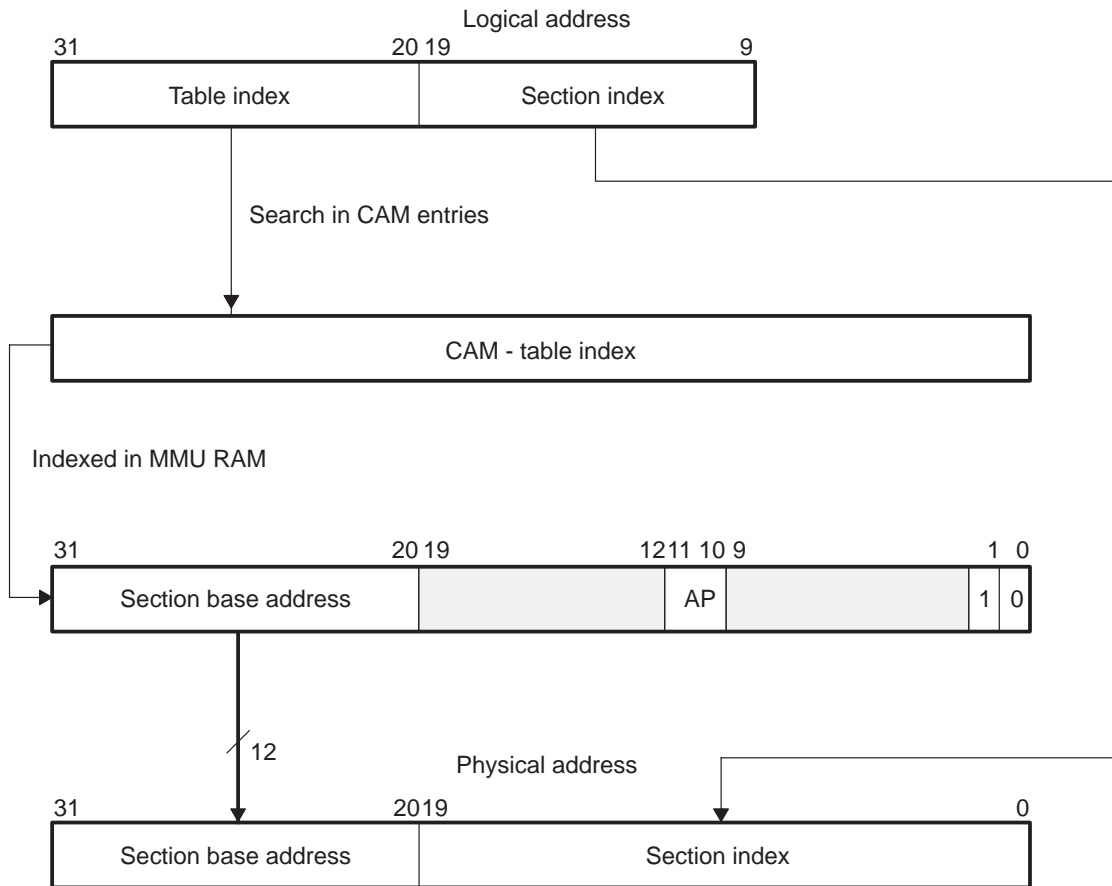 Logical address
31 20 19 9
Table index Section index
Search in CAM entries
CAM - table index
Indexed in MMU RAM
31 20 19 12 11 10 9 1 0
Section base address AP 1 0
12
Physical address
31 20 19 0
Section base address Section index